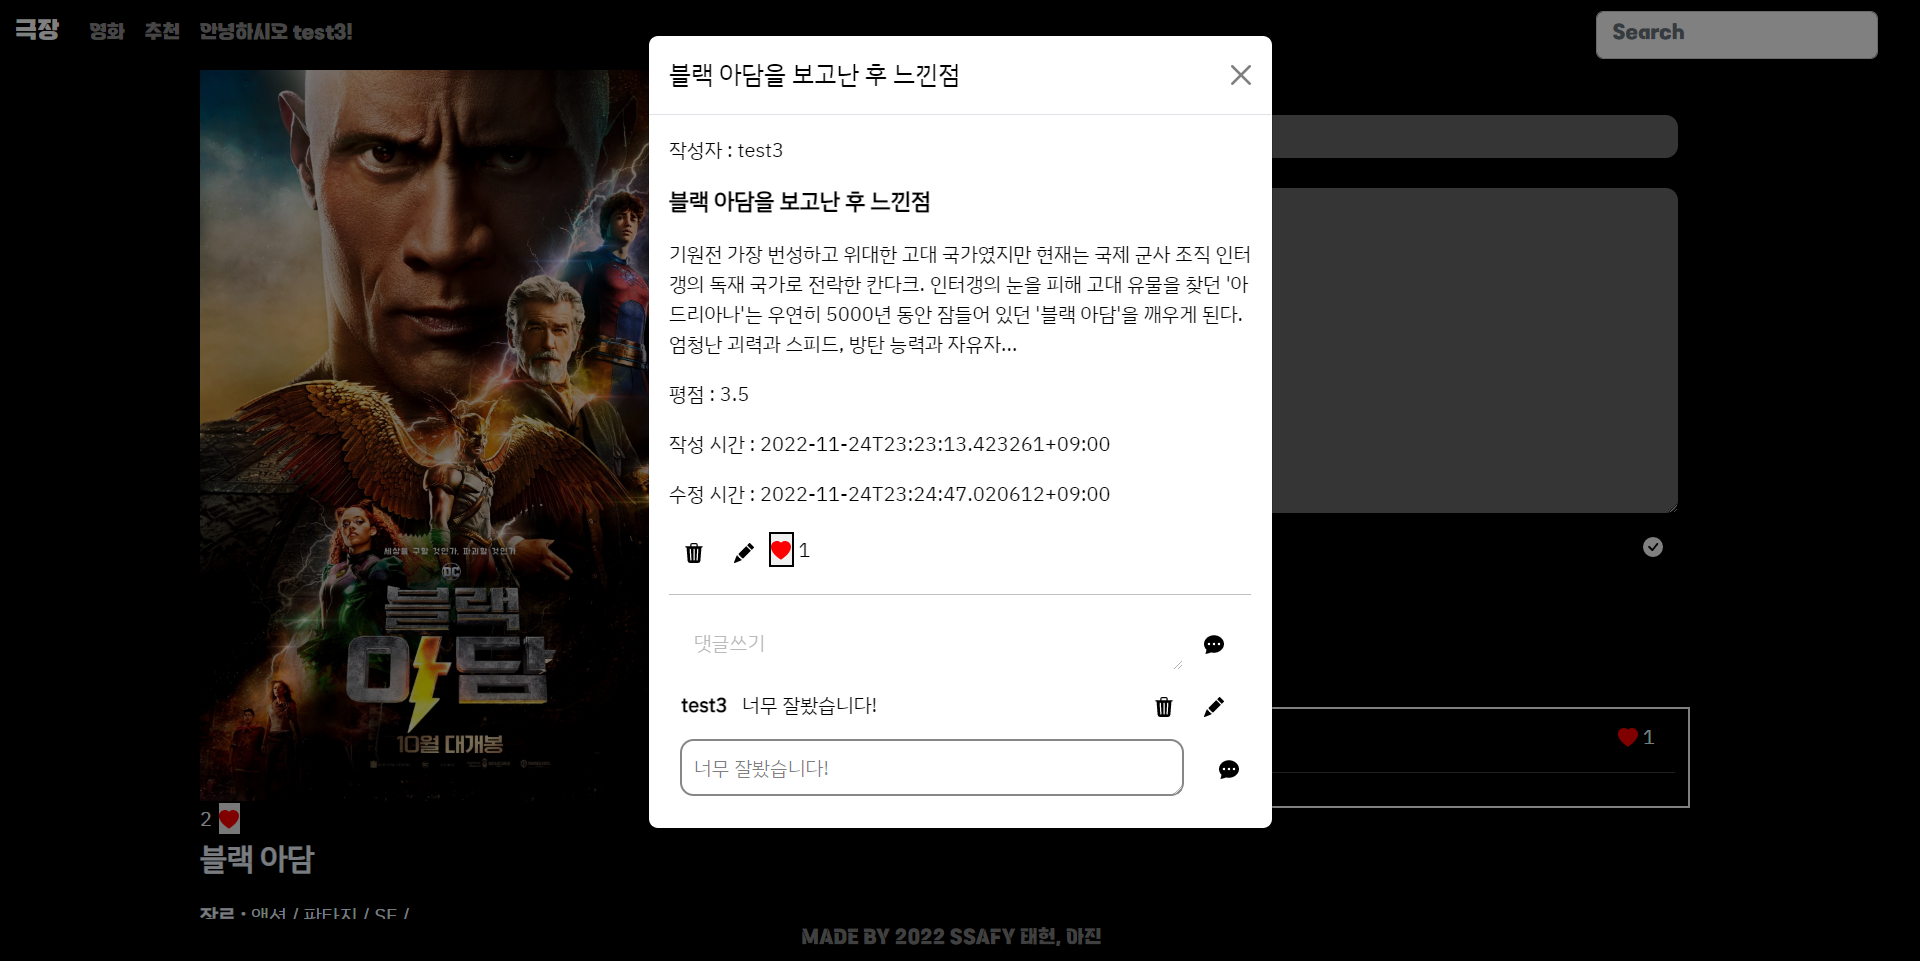 극장 영화 추천 안녕하시오 test3!
Search
블랙 아담을 보고난 후 느낀점
작성자 : test3
블랙 아담을 보고난 후 느낀점
기원전 가장 번성하고 위대한 고대 국가였지만 현재는 국제 군사 조직 인터
갱의 독재 국가로 전락한 칸다크. 인터갱의 눈을 피해 고대 유물을 찾던 '아
드리아나'는 우연히 5000년 동안 잠들어 있던 '블랙 아담'을 깨우게 된다.
엄청난 괴력과 스피드, 방탄 능력과 자유자...
평점 : 3.5
작성 시간 : 2022-11-24T23:23:13.423261+09:00
수정 시간 : 2022-11-24T23:24:47.020612+09:00
1
댓글쓰기
test3 너무 잘봤습니다!
너무 잘봤습니다!
세상을 구할 것인가, 파괴할 것인가
DC
블랙
아담
10월 대개봉
1
2
블랙 아담
장르 : 액션 / 판타지 / SF /
MADE BY 2022 SSAFY 태헌, 아진